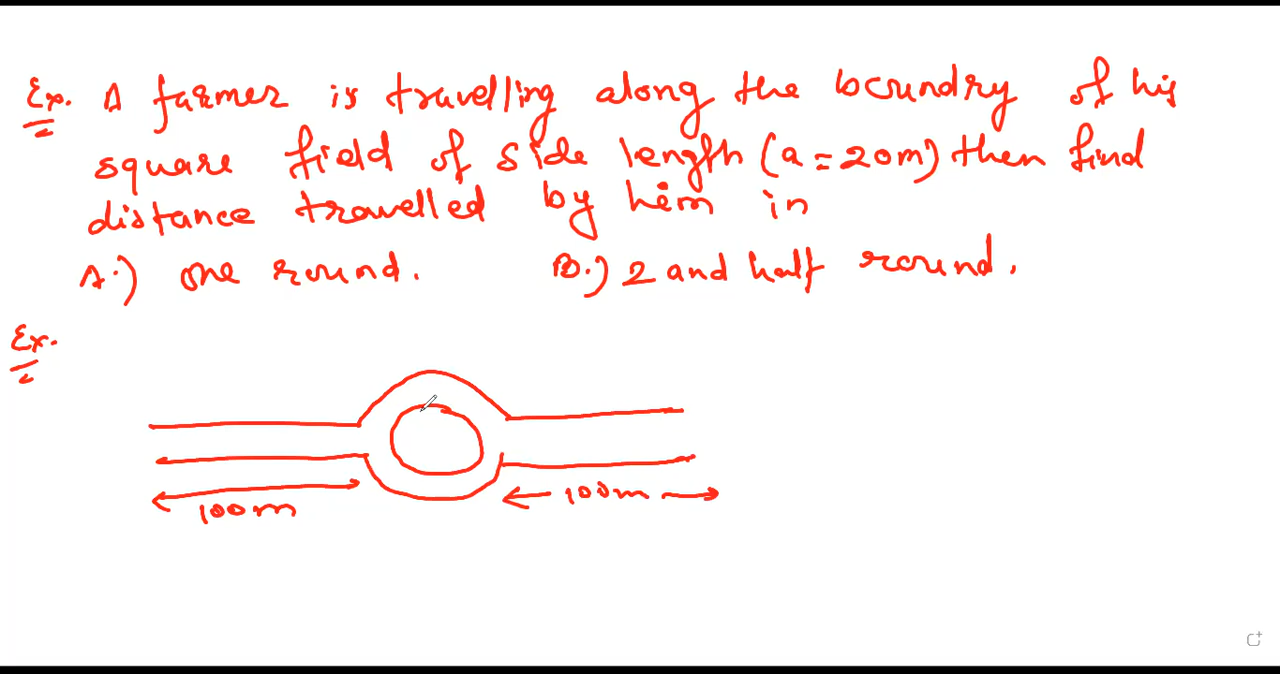 Ex. A farmer is travelling along the boundry of his
square field of side length (a = 20m) then find
distance travelled by him in
A.) one round. B.) 2 and half round.
Ex.
100m 100m